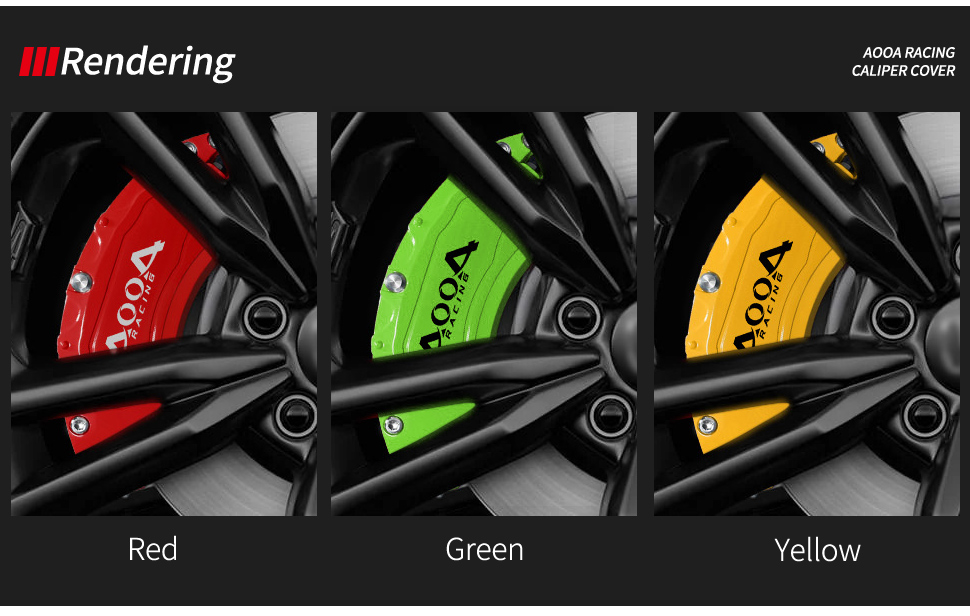 Rendering
AOOA RACING
CALIPER COVER
AOOA
RACING
AOOA
RACING
AOOA
RACING
Red
Green
Yellow